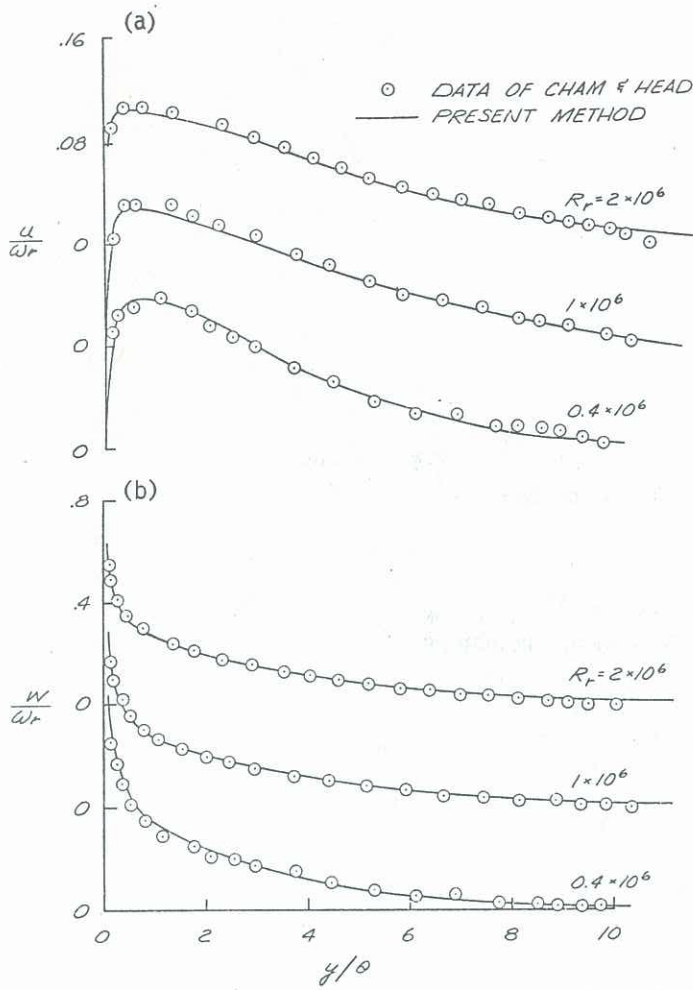 (a)
.16
⊙ DATA OF CHAM & HEAD
— PRESENT METHOD
.08
R_r = 2×10⁶
u/ωr
0
1×10⁶
0
0.4×10⁶
0
(b)
.8
.4
R_r = 2×10⁶
w/ωr
0
1×10⁶
0
0.4×10⁶
0
0 2 4 6 8 10
y/θ